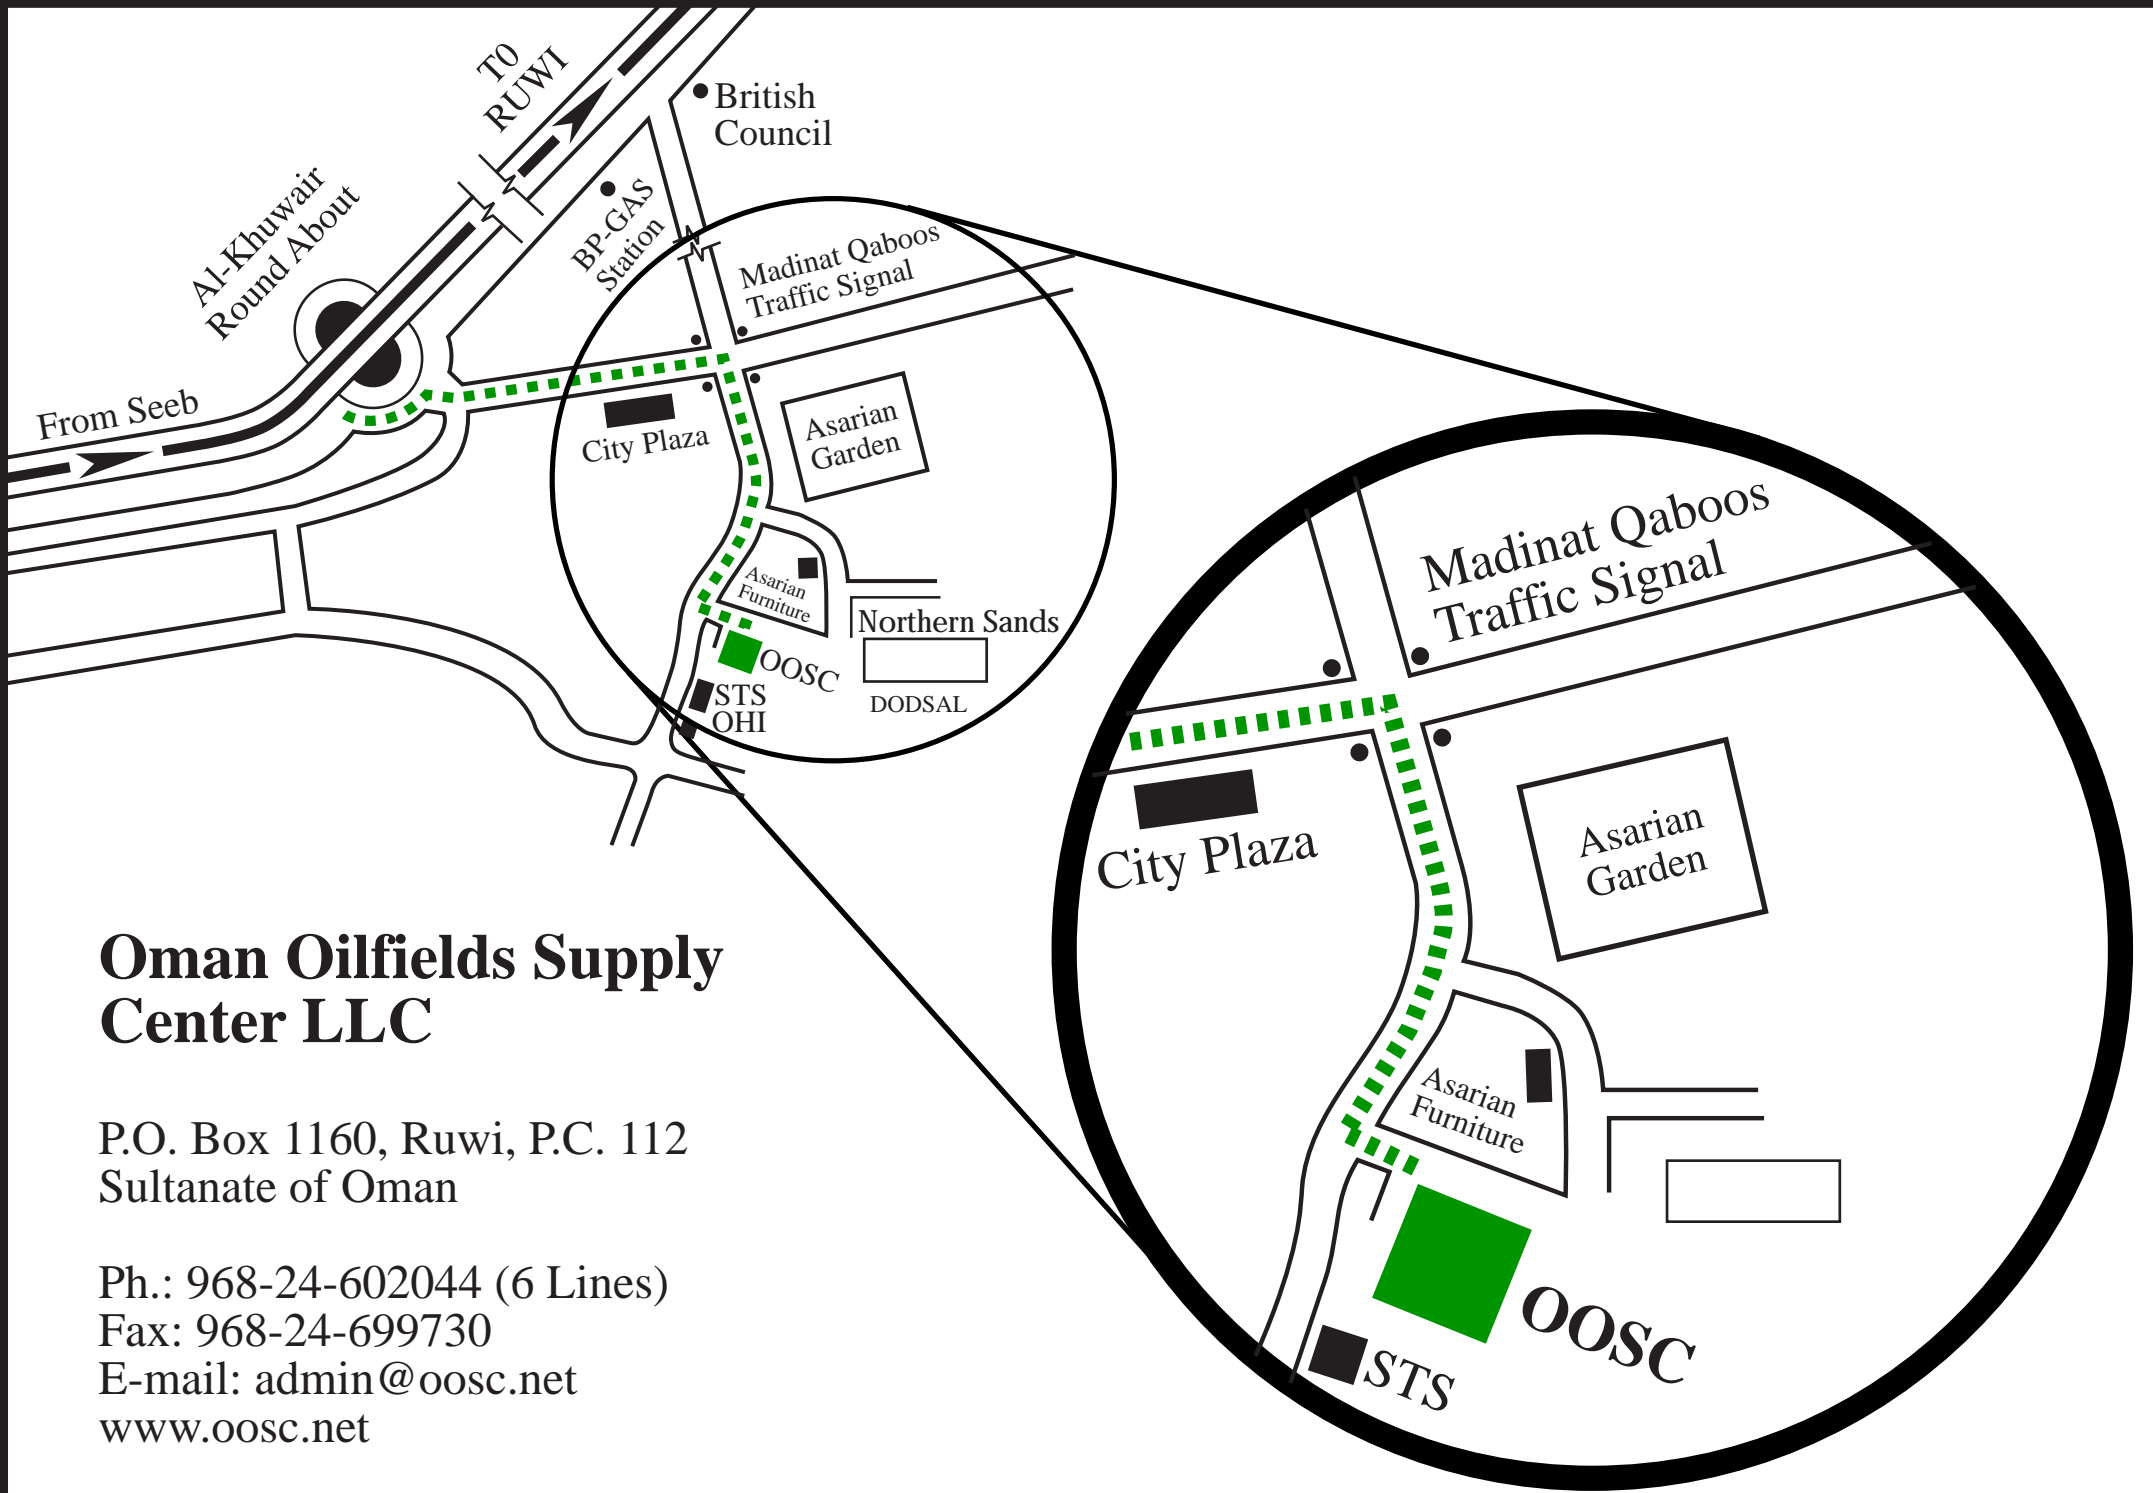 T0
RUWI
British
Council
Al-Khuwair
Round About
BP-GAS
Station
Madinat Qaboos
Traffic Signal
From Seeb
City Plaza
Asarian
Garden
Asarian
Furniture
Northern Sands
OOSC
STS
OHI
DODSAL
Madinat Qaboos
Traffic Signal
City Plaza
Asarian
Garden
Asarian
Furniture
OOSC
STS
Oman Oilfields Supply
Center LLC
P.O. Box 1160, Ruwi, P.C. 112
Sultanate of Oman
Ph.: 968-24-602044 (6 Lines)
Fax: 968-24-699730
E-mail: admin@oosc.net
www.oosc.net